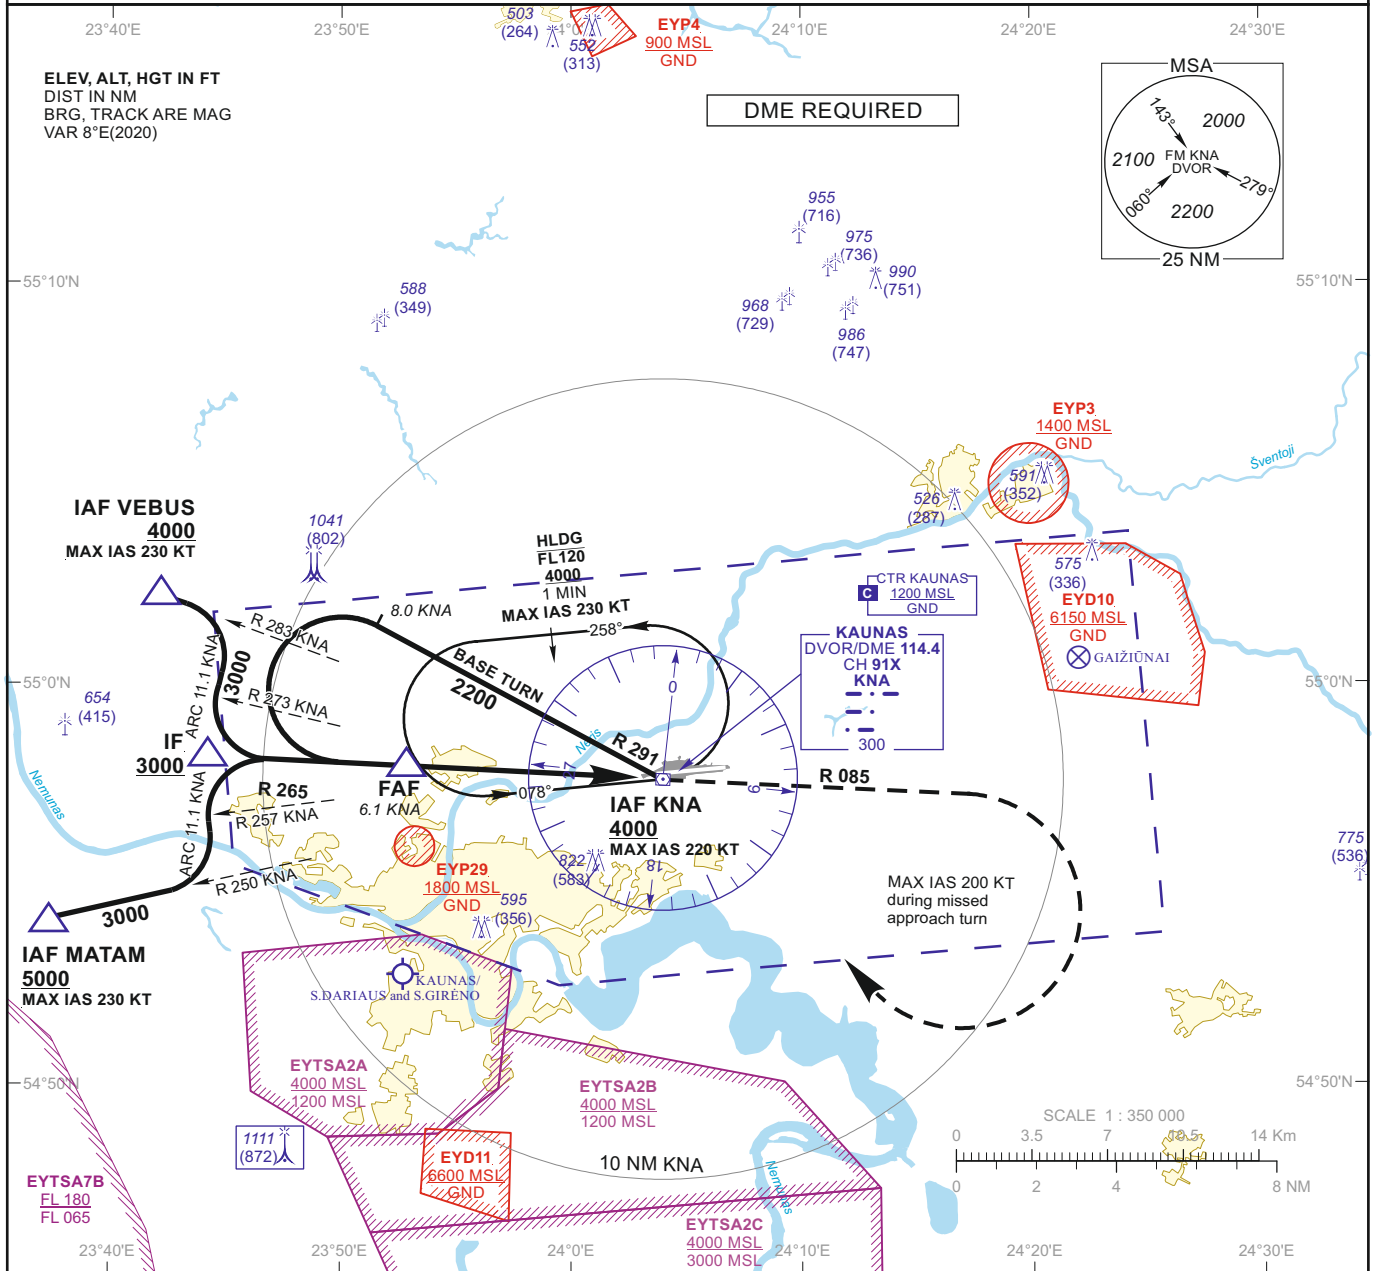 23°40'E
23°50'E
24°0'E
24°10'E
24°20'E
24°30'E
503
(264)
552
(313)
EYP4
900 MSL
GND
ELEV, ALT, HGT IN FT
DIST IN NM
BRG, TRACK ARE MAG
VAR 8°E(2020)
DME REQUIRED
MSA
143°
2000
2100
FM KNA
DVOR
060°
279°
2200
25 NM
955
(716)
975
(736)
990
(751)
968
(729)
986
(747)
55°10'N
55°10'N
588
(349)
EYP3
1400 MSL
GND
Šventoji
591
(352)
526
(287)
IAF VEBUS
4000
MAX IAS 230 KT
1041
(802)
HLDG
FL120
4000
1 MIN
MAX IAS 230 KT
258°
8.0 KNA
575
(336)
EYD10
6150 MSL
GND
GAIŽIŪNAI
CTR KAUNAS
C
1200 MSL
GND
KAUNAS
DVOR/DME 114.4
CH 91X
KNA
300
R 283 KNA
ARC 11.1 KNA
3000
R 273 KNA
BASE TURN
2200
0
55°0'N
55°0'N
654
(415)
IF
3000
Neris
R 291
27
FAF
6.1 KNA
078°
R 085
9
Nemunas
R 265
R 257 KNA
ARC 11.1 KNA
R 250 KNA
IAF KNA
4000
MAX IAS 220 KT
822
(583)
18
775
(536)
EYP29
1800 MSL
GND
595
(356)
MAX IAS 200 KT
during missed
approach turn
3000
IAF MATAM
5000
MAX IAS 230 KT
KAUNAS/
S.DARIAUS and S.GIRĖNO
EYTSA2A
4000 MSL
1200 MSL
EYTSA2B
4000 MSL
1200 MSL
54°50'N
54°50'N
SCALE 1 : 350 000
0
3.5
7
10.5
14 Km
0
2
4
8 NM
1111
(872)
EYD11
6600 MSL
GND
10 NM KNA
Nemunas
EYTSA7B
FL 180
FL 065
EYTSA2C
4000 MSL
3000 MSL
23°40'E
23°50'E
24°0'E
24°10'E
24°20'E
24°30'E